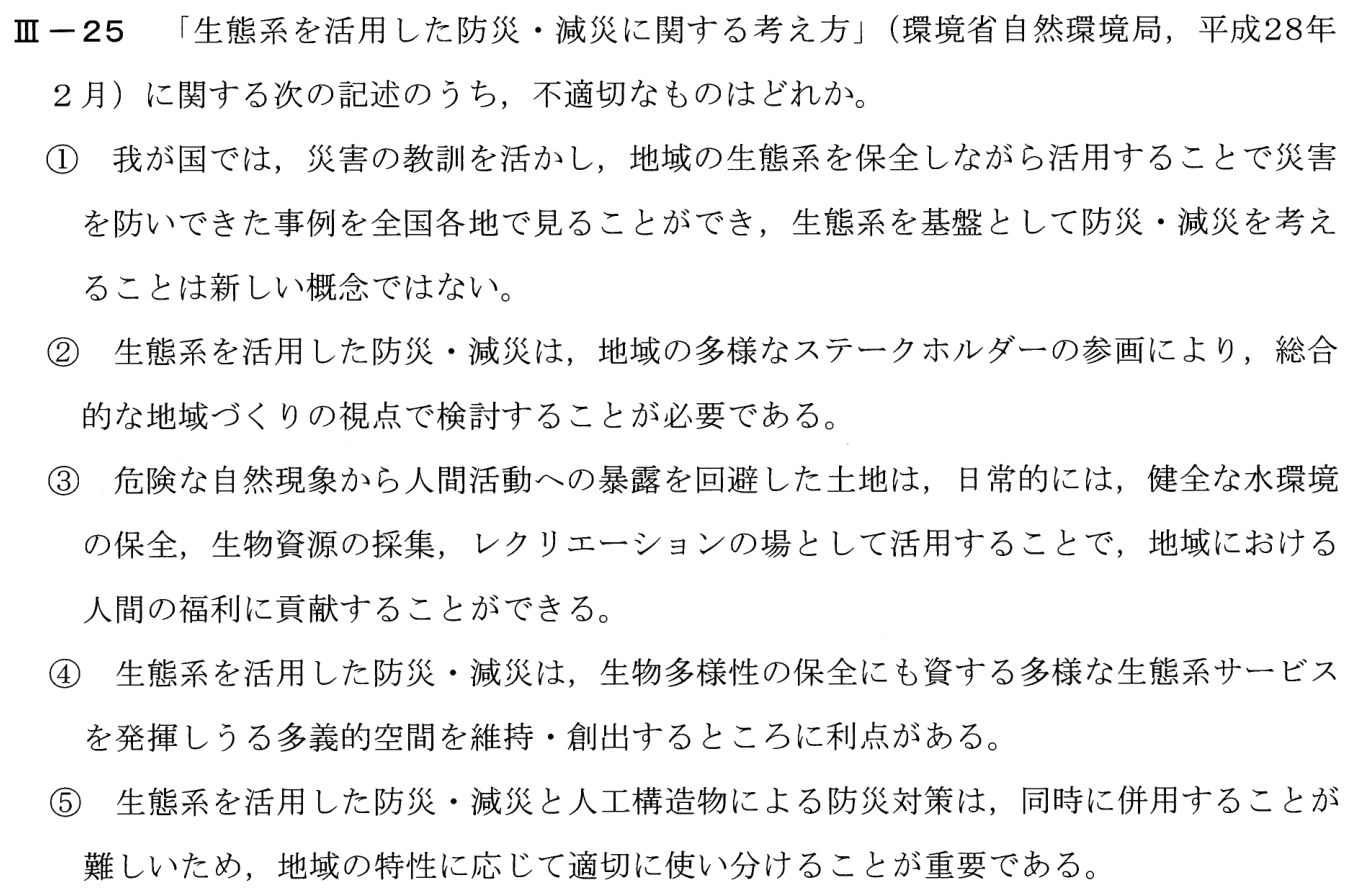 Ⅲ－25　「生態系を活用した防災・減災に関する考え方」（環境省自然環境局，平成28年
2月）に関する次の記述のうち，不適切なものはどれか。
①　我が国では，災害の教訓を活かし，地域の生態系を保全しながら活用することで災害
を防いできた事例を全国各地で見ることができ，生態系を基盤として防災・減災を考え
ることは新しい概念ではない。
②　生態系を活用した防災・減災は，地域の多様なステークホルダーの参画により，総合
的な地域づくりの視点で検討することが必要である。
③　危険な自然現象から人間活動への暴露を回避した土地は，日常的には，健全な水環境
の保全，生物資源の採集，レクリエーションの場として活用することで，地域における
人間の福利に貢献することができる。
④　生態系を活用した防災・減災は，生物多様性の保全にも資する多様な生態系サービス
を発揮しうる多義的空間を維持・創出するところに利点がある。
⑤　生態系を活用した防災・減災と人工構造物による防災対策は，同時に併用することが
難しいため，地域の特性に応じて適切に使い分けることが重要である。